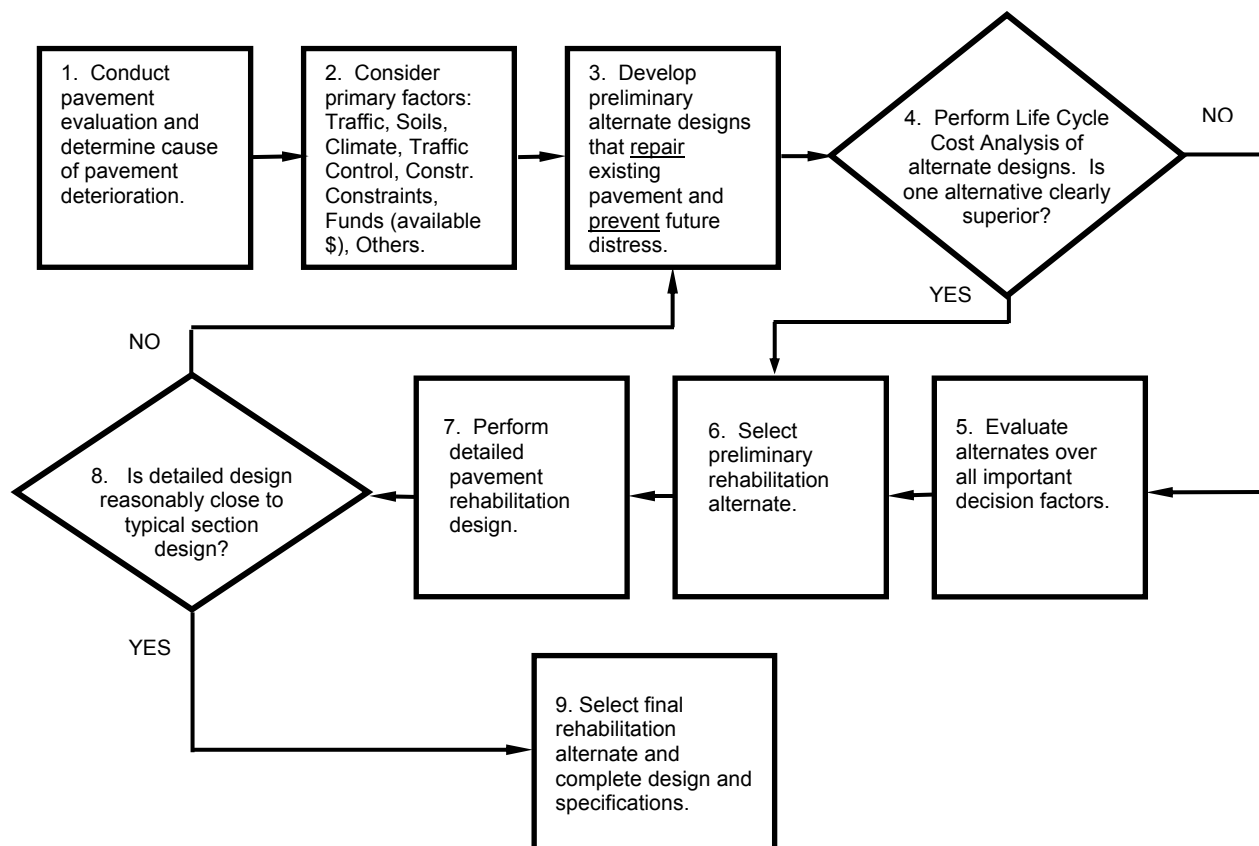 1.  Conduct
pavement
evaluation and
determine cause
of pavement
deterioration.
2.  Consider
primary factors:
Traffic, Soils,
Climate, Traffic
Control, Constr.
Constraints,
Funds (available
$), Others.
3.  Develop
preliminary
alternate designs
that repair
existing
pavement and
prevent future
distress.
4.  Perform Life Cycle
Cost Analysis of
alternate designs.  Is
one alternative clearly
superior?
NO
YES
5.  Evaluate
alternates over
all important
decision factors.
6.  Select
preliminary
rehabilitation
alternate.
7.  Perform
detailed
pavement
rehabilitation
design.
8.   Is detailed design
reasonably close to
typical section
design?
NO
YES
9. Select final
rehabilitation
alternate and
complete design and
specifications.